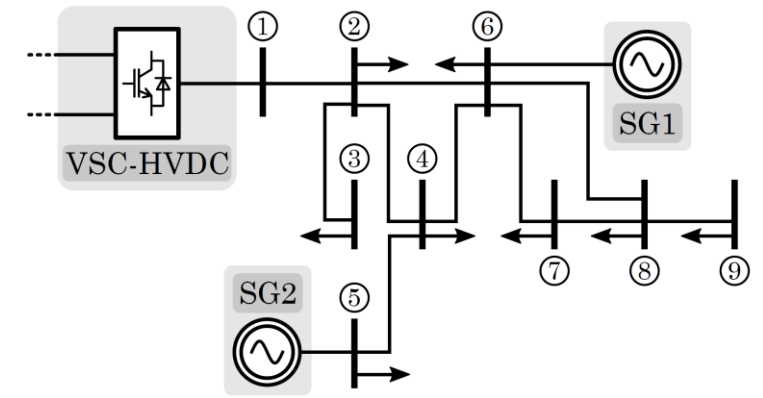 ① ② ⑥
SG1
VSC-HVDC
③ ④
⑦ ⑧ ⑨
SG2
⑤